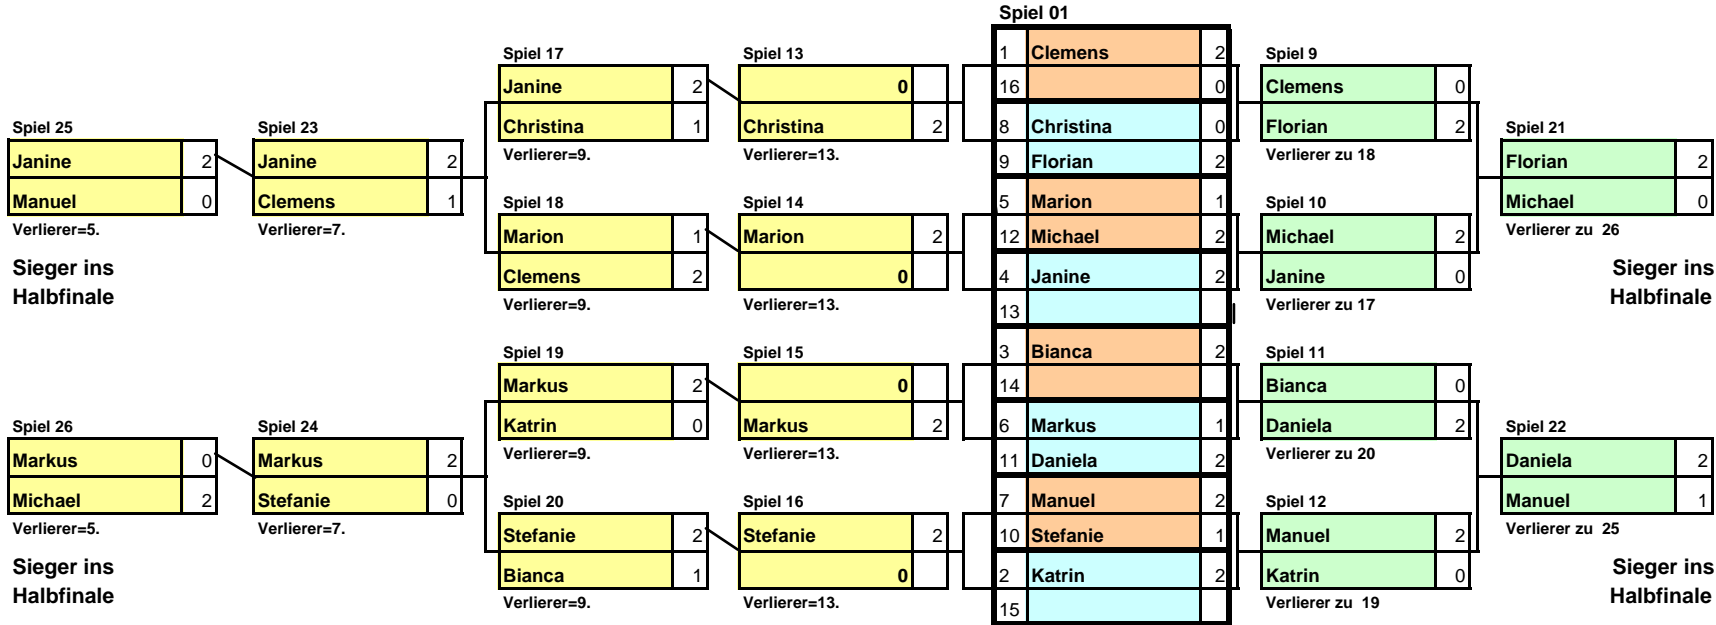 Spiel 01
1 Clemens 2
16 0
8 Christina 0
9 Florian 2
5 Marion 1
12 Michael 2
4 Janine 2
13
3 Bianca 2
14
6 Markus 1
11 Daniela 2
7 Manuel 2
10 Stefanie 1
2 Katrin 2
15
Spiel 25
Janine 2
Manuel 0
Verlierer=5.
Sieger ins
Halbfinale
Spiel 26
Markus 0
Michael 2
Verlierer=5.
Sieger ins
Halbfinale
Spiel 23
Janine 2
Clemens 1
Verlierer=7.
Spiel 24
Markus 2
Stefanie 0
Verlierer=7.
Spiel 17
Janine 2
Christina 1
Verlierer=9.
Spiel 18
Marion 1
Clemens 2
Verlierer=9.
Spiel 19
Markus 2
Katrin 0
Verlierer=9.
Spiel 20
Stefanie 2
Bianca 1
Verlierer=9.
Spiel 13
0
Christina 2
Verlierer=13.
Spiel 14
Marion 2
0
Verlierer=13.
Spiel 15
0
Markus 2
Verlierer=13.
Spiel 16
Stefanie 2
0
Verlierer=13.
Spiel 9
Clemens 0
Florian 2
Verlierer zu 18
Spiel 10
Michael 2
Janine 0
Verlierer zu 17
Spiel 11
Bianca 0
Daniela 2
Verlierer zu 20
Spiel 12
Manuel 2
Katrin 0
Verlierer zu 19
Spiel 21
Florian 2
Michael 0
Verlierer zu 26
Sieger ins
Halbfinale
Spiel 22
Daniela 2
Manuel 1
Verlierer zu 25
Sieger ins
Halbfinale